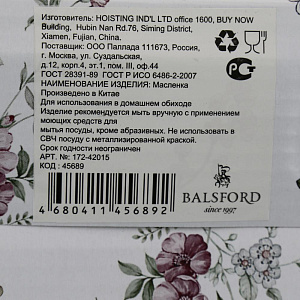 Изготовитель: HOISTING IND'L LTD office 1600, BUY NOW
Building, Hubin Nan Rd.76, Siming District,
Xiamen, Fujian, China.
Поставщик: ООО Паллада 111673, Россия,
г. Москва, ул. Суздальская,
д.12, корп.4, эт.1, пом. III, оф.44
ГОСТ 28391-89 ГОСТ Р ИСО 6486-2-2007
НАИМЕНОВАНИЕ ИЗДЕЛИЯ: Масленка
Произведено в Китае
Для использования в домашнем обиходе
Изделие рекомендуется мыть вручную с применением
моющих средств для
мытья посуды, кроме абразивных. Не использовать в
СВЧ посуду с металлизированной краской.
Срок годности неограничен
АРТ. №: 172-42015
КОД : 45689
4 680411 456892
BALSFORD
since 1997